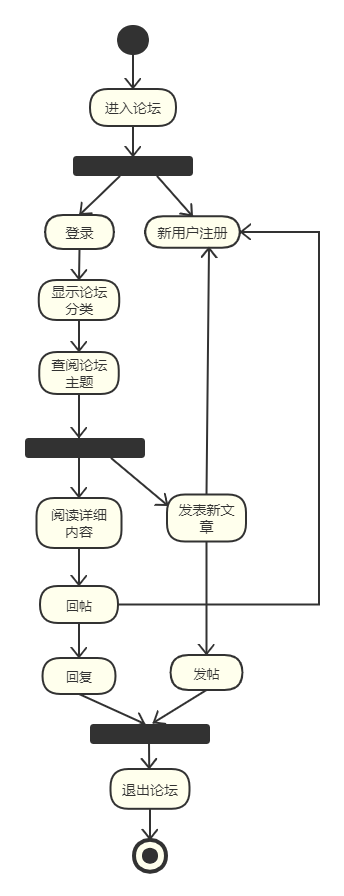 进入论坛
登录
新用户注册
显示论坛
分类
查阅论坛
主题
阅读详细
内容
发表新文
章
回帖
回复
发帖
退出论坛